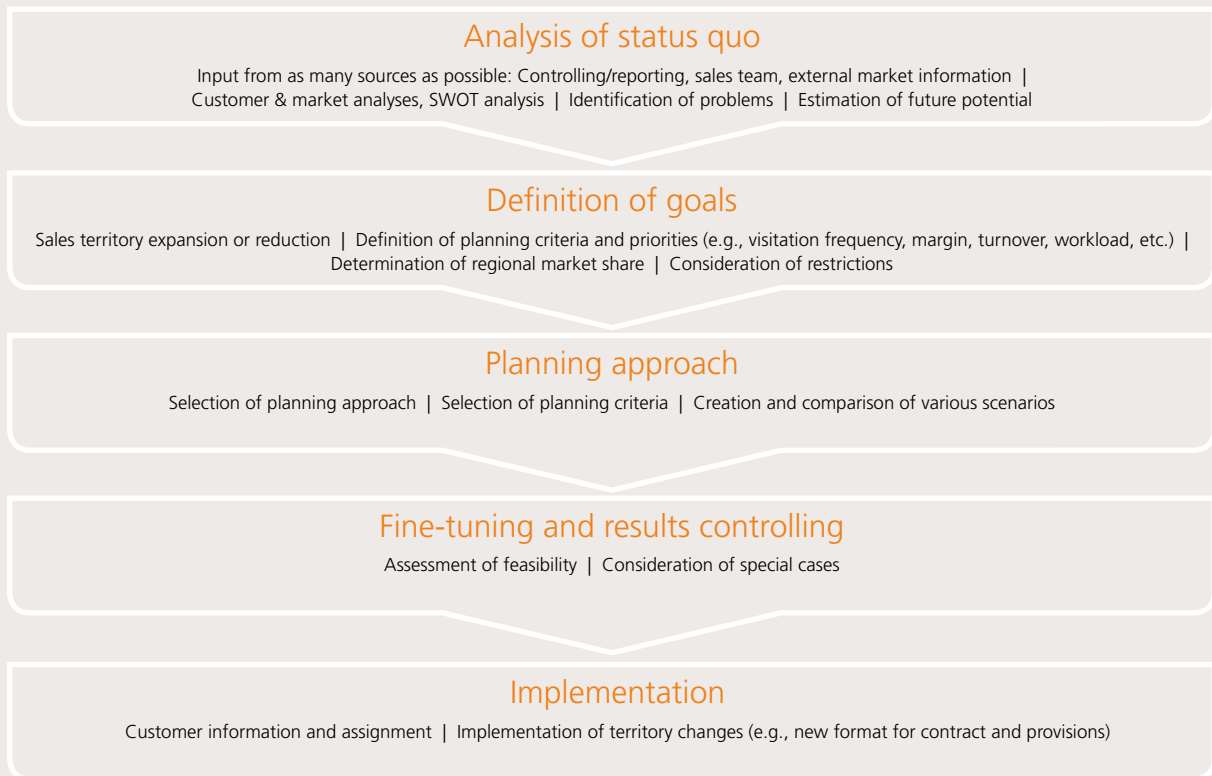 Analysis of status quo
Input from as many sources as possible: Controlling/reporting, sales team, external market information |
Customer & market analyses, SWOT analysis | Identification of problems | Estimation of future potential
Definition of goals
Sales territory expansion or reduction | Definition of planning criteria and priorities (e.g., visitation frequency, margin, turnover, workload, etc.) |
Determination of regional market share | Consideration of restrictions
Planning approach
Selection of planning approach | Selection of planning criteria | Creation and comparison of various scenarios
Fine-tuning and results controlling
Assessment of feasibility | Consideration of special cases
Implementation
Customer information and assignment | Implementation of territory changes (e.g., new format for contract and provisions)